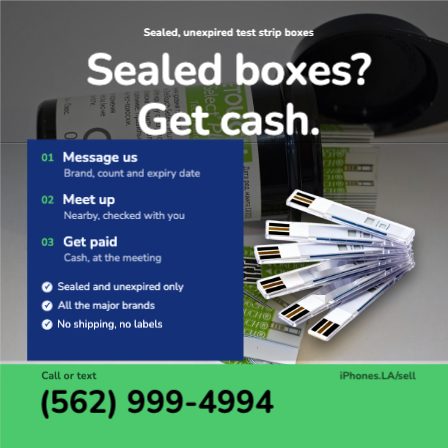 Sealed, unexpired test strip boxes
Sealed boxes?
Get cash.
01 Message us
Brand, count and expiry date
02 Meet up
Nearby, checked with you
03 Get paid
Cash, at the meeting
Sealed and unexpired only
All the major brands
No shipping, no labels
Call or text
iPhones.LA/sell
(562) 999-4994